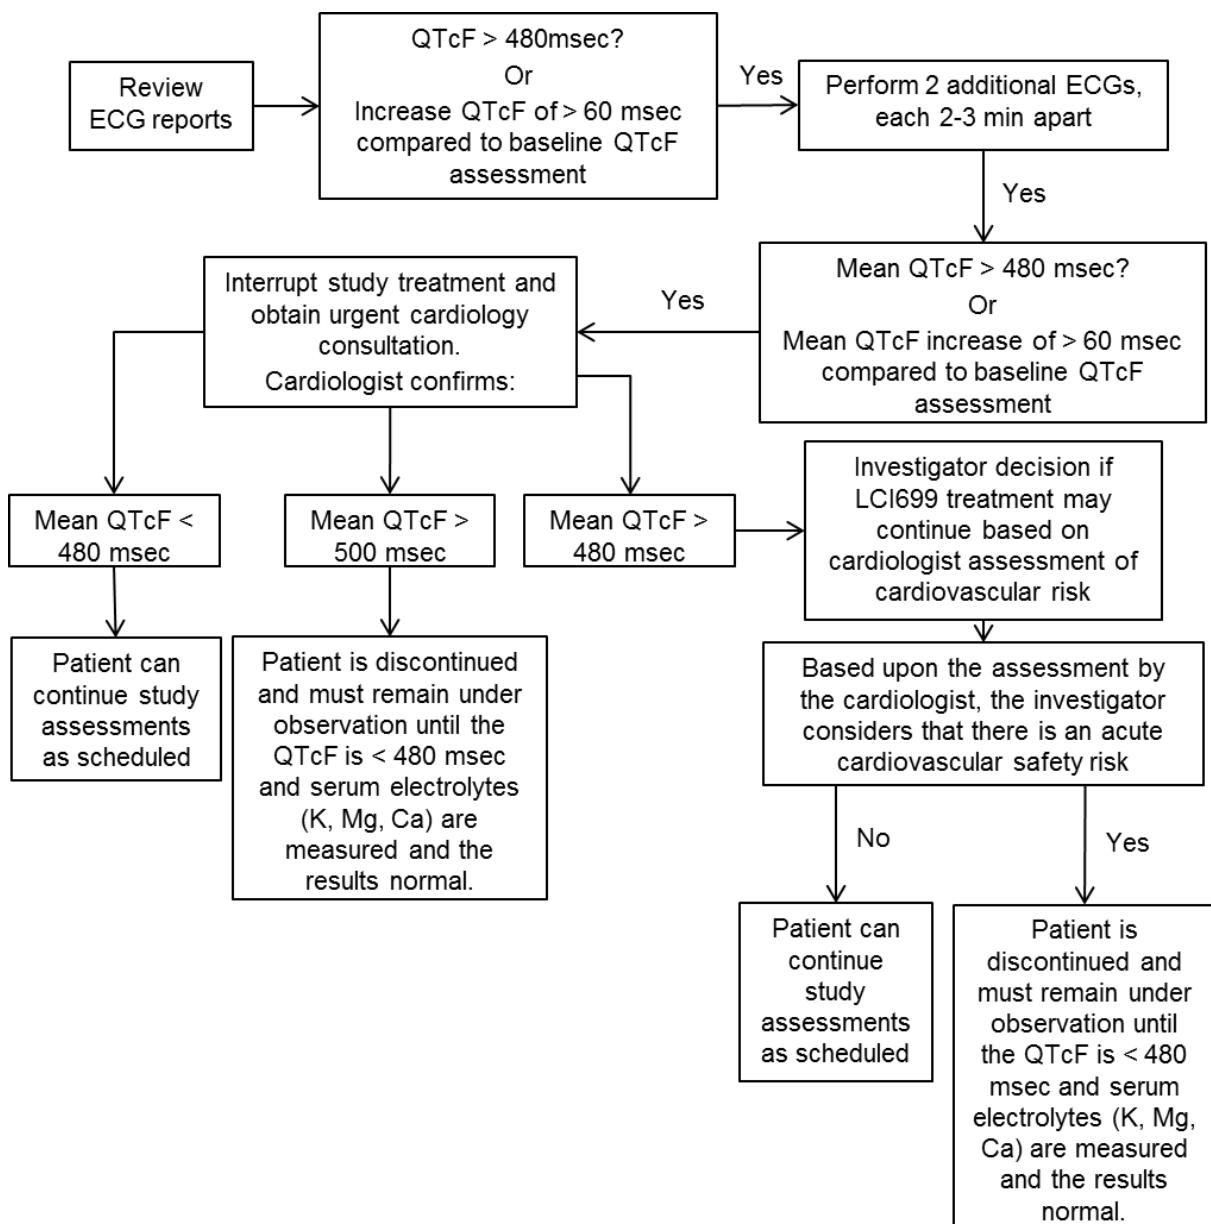 Review
ECG reports
QTcF > 480msec?
Or
Increase QTcF of > 60 msec
compared to baseline QTcF
assessment
Yes
Perform 2 additional ECGs,
each 2-3 min apart
Yes
Mean QTcF > 480 msec?
Or
Mean QTcF increase of > 60 msec
compared to baseline QTcF
assessment
Yes
Interrupt study treatment and
obtain urgent cardiology
consultation.
Cardiologist confirms:
Mean QTcF <
480 msec
Mean QTcF >
500 msec
Mean QTcF >
480 msec
Investigator decision if
LCI699 treatment may
continue based on
cardiologist assessment of
cardiovascular risk
Patient can
continue study
assessments
as scheduled
Patient is discontinued
and must remain under
observation until the
QTcF is < 480 msec
and serum electrolytes
(K, Mg, Ca) are
measured and the
results normal.
Based upon the assessment by
the cardiologist, the investigator
considers that there is an acute
cardiovascular safety risk
No
Yes
Patient can
continue
study
assessments
as scheduled
Patient is
discontinued and
must remain under
observation until
the QTcF is < 480
msec and serum
electrolytes (K, Mg,
Ca) are measured
and the results
normal.